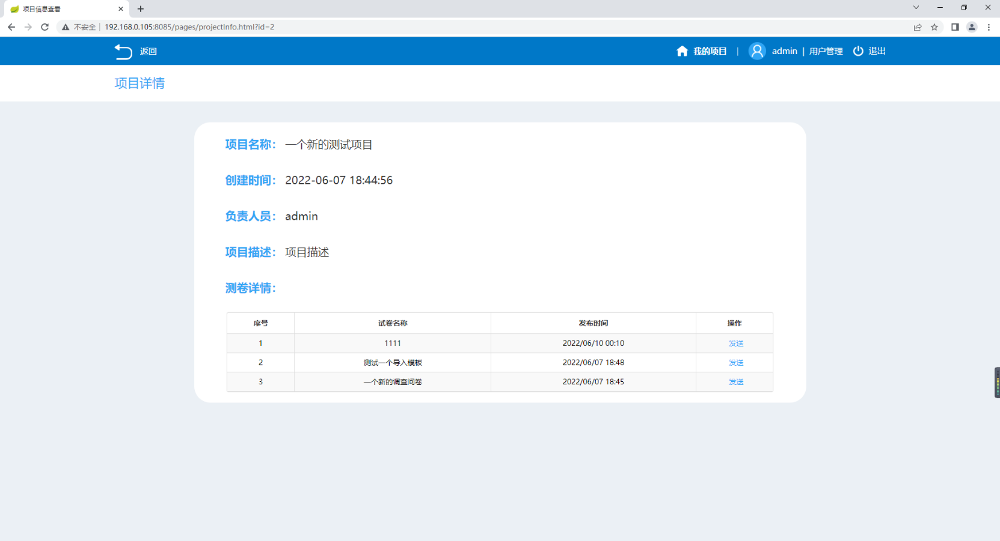 项目信息查看
不安全 192.168.0.105:8085/pages/projectInfo.html?id=2
返回 我的项目 | admin | 用户管理 退出
项目详情
项目名称： 一个新的测试项目
创建时间： 2022-06-07 18:44:56
负责人员： admin
项目描述： 项目描述
测卷详情：
序号 试卷名称 发布时间 操作
1 1111 2022/06/10 00:10 发送
2 测试一个导入模板 2022/06/07 18:48 发送
3 一个新的调查问卷 2022/06/07 18:45 发送